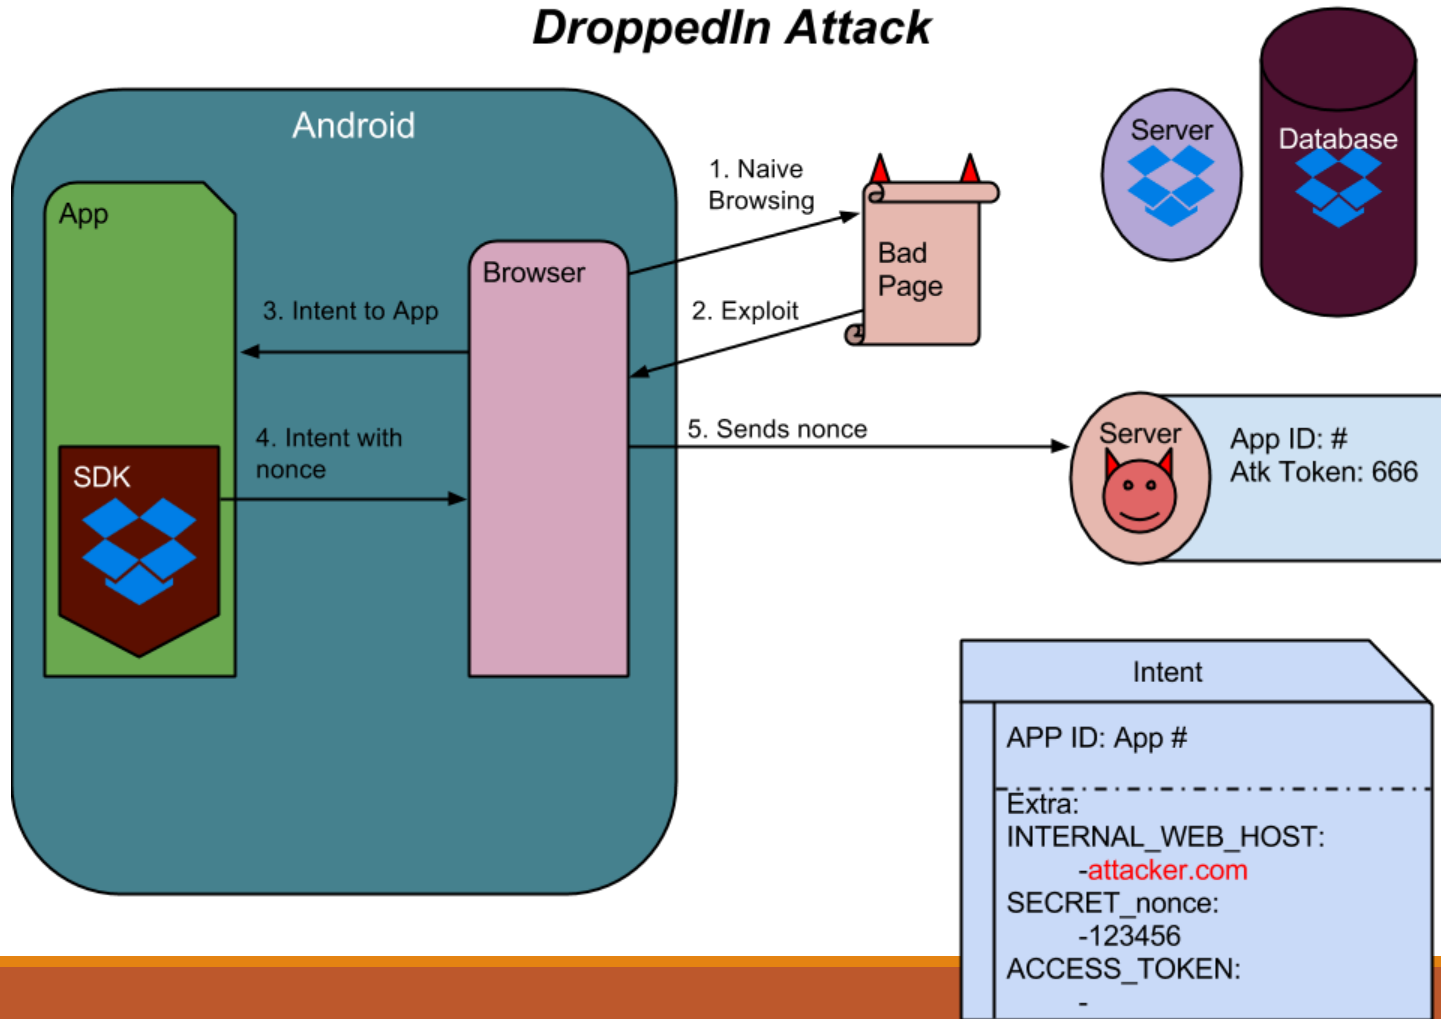 DroppedIn Attack
Android
App
Browser
1. Naive
Browsing
Bad
Page
2. Exploit
3. Intent to App
4. Intent with
nonce
SDK
5. Sends nonce
Server
Database
Server
App ID: #
Atk Token: 666
Intent
APP ID: App #
Extra:
INTERNAL_WEB_HOST:
-attacker.com
SECRET_nonce:
-123456
ACCESS_TOKEN:
-